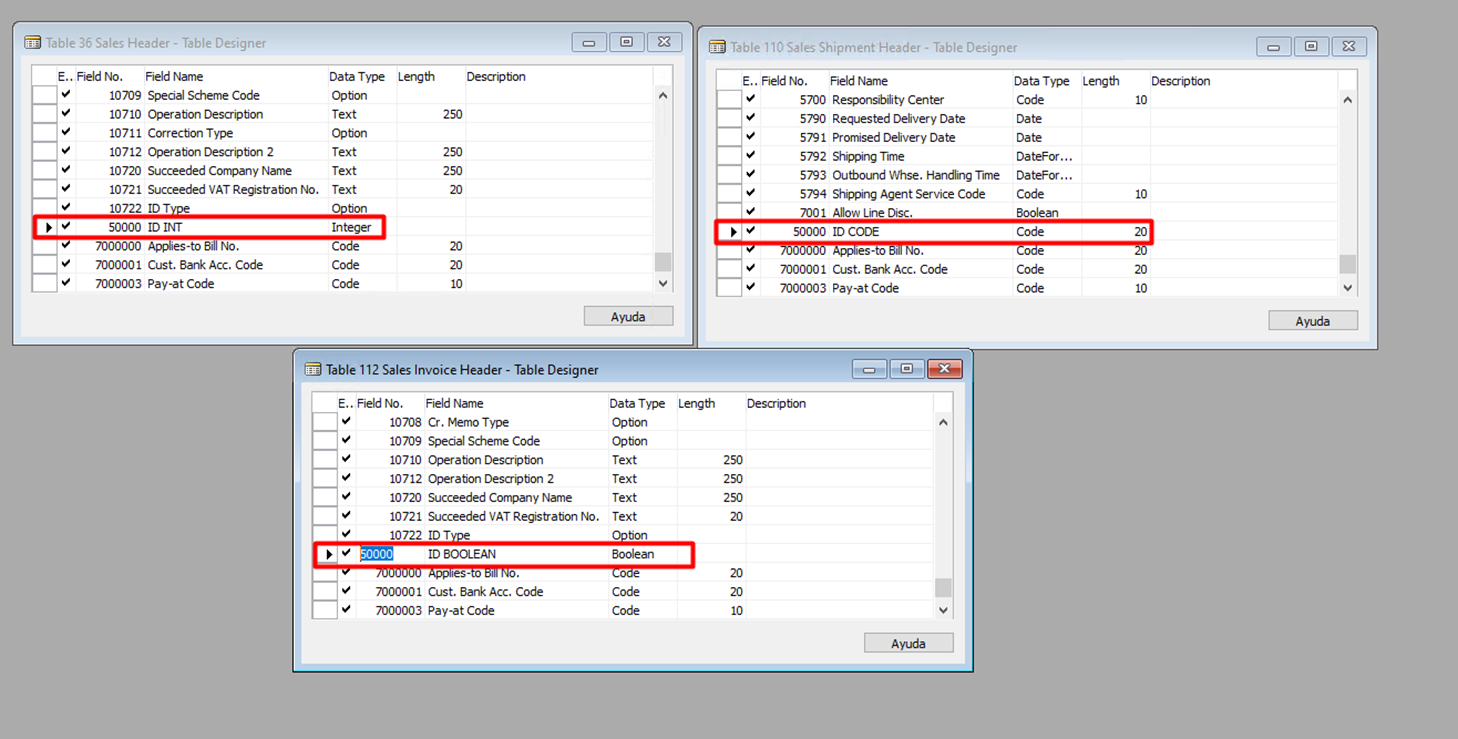 Table 36 Sales Header - Table Designer
E.. Field No. Field Name Data Type Length Description
10709 Special Scheme Code Option
10710 Operation Description Text 250
10711 Correction Type Option
10712 Operation Description 2 Text 250
10720 Succeeded Company Name Text 250
10721 Succeeded VAT Registration No. Text 20
10722 ID Type Option
50000 ID INT Integer
7000000 Applies-to Bill No. Code 20
7000001 Cust. Bank Acc. Code Code 20
7000003 Pay-at Code Code 10
Ayuda
Table 110 Sales Shipment Header - Table Designer
E.. Field No. Field Name Data Type Length Description
5700 Responsibility Center Code 10
5790 Requested Delivery Date Date
5791 Promised Delivery Date Date
5792 Shipping Time DateFor...
5793 Outbound Whse. Handling Time DateFor...
5794 Shipping Agent Service Code Code 10
7001 Allow Line Disc. Boolean
50000 ID CODE Code 20
7000000 Applies-to Bill No. Code 20
7000001 Cust. Bank Acc. Code Code 20
7000003 Pay-at Code Code 10
Ayuda
Table 112 Sales Invoice Header - Table Designer
E.. Field No. Field Name Data Type Length Description
10708 Cr. Memo Type Option
10709 Special Scheme Code Option
10710 Operation Description Text 250
10712 Operation Description 2 Text 250
10720 Succeeded Company Name Text 250
10721 Succeeded VAT Registration No. Text 20
10722 ID Type Option
50000 ID BOOLEAN Boolean
7000000 Applies-to Bill No. Code 20
7000001 Cust. Bank Acc. Code Code 20
7000003 Pay-at Code Code 10
Ayuda